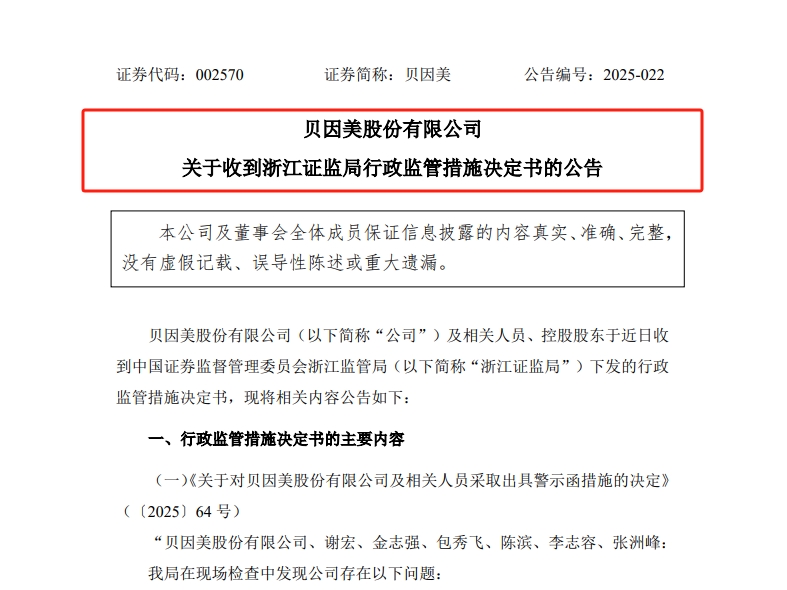 证券代码：002570 证券简称：贝因美 公告编号：2025-022
贝因美股份有限公司
关于收到浙江证监局行政监管措施决定书的公告
本公司及董事会全体成员保证信息披露的内容真实、准确、完整，
没有虚假记载、误导性陈述或重大遗漏。
贝因美股份有限公司（以下简称“公司”）及相关人员、控股股东于近日收
到中国证券监督管理委员会浙江监管局（以下简称“浙江证监局”）下发的行政
监管措施决定书，现将相关内容公告如下：
一、行政监管措施决定书的主要内容
（一）《关于对贝因美股份有限公司及相关人员采取出具警示函措施的决定》
（〔2025〕64 号）
“贝因美股份有限公司、谢宏、金志强、包秀飞、陈滨、李志容、张洲峰：
我局在现场检查中发现公司存在以下问题：